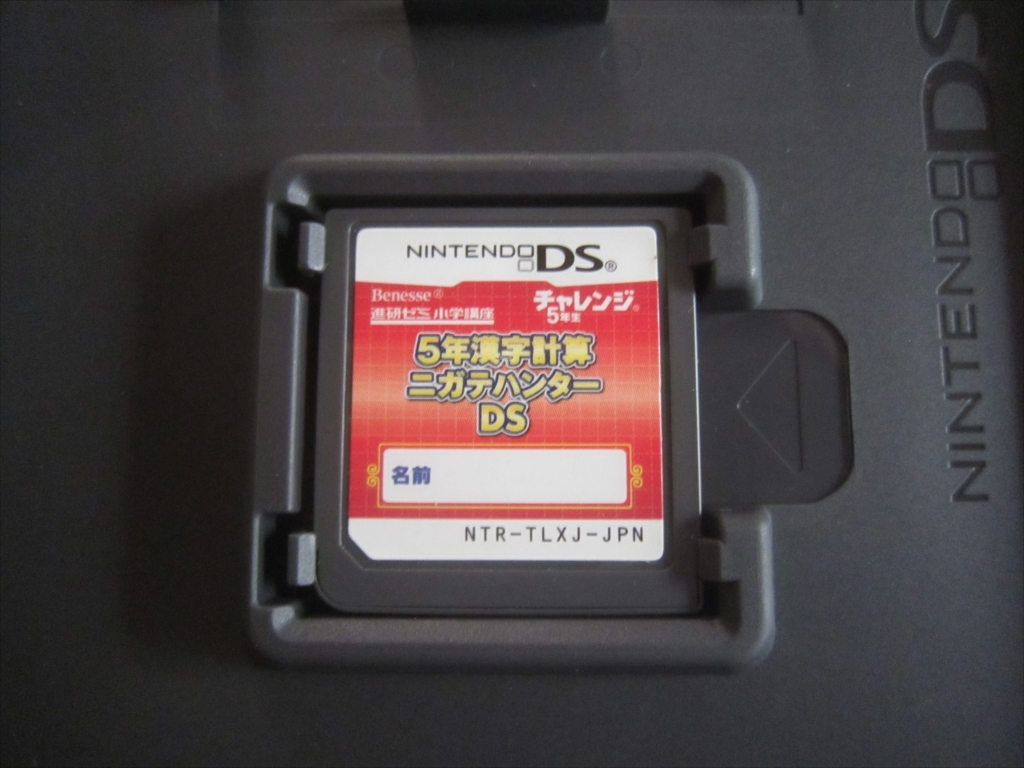 NINTENDO DS®
Benesse® チャレンジ®
進研ゼミ 小学講座 5年生
5年漢字計算
ニガテハンター
DS
名前
NTR-TLXJ-JPN
NINTENDO DS